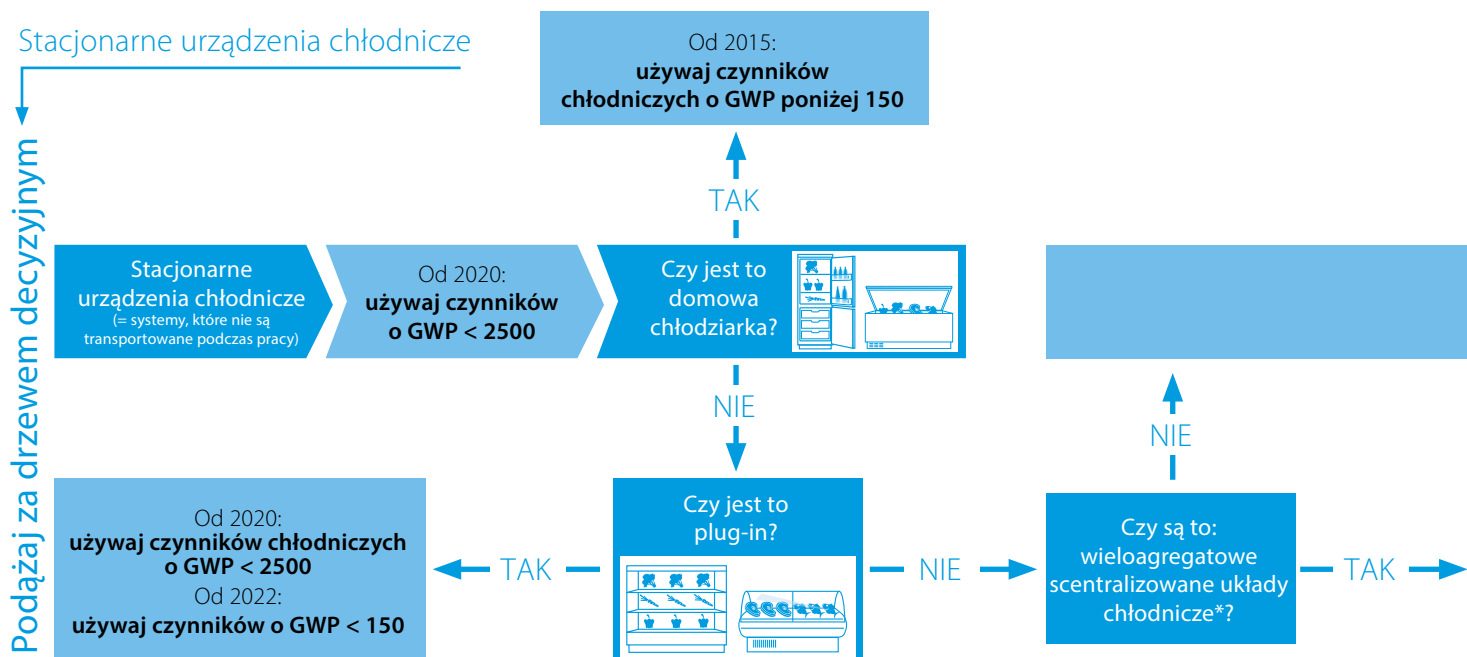 Stacjonarne urządzenia chłodnicze
Podążaj za drzewem decyzyjnym
Od 2015:
używaj czynników
chłodniczych o GWP poniżej 150
TAK
Stacjonarne
urządzenia chłodnicze
(= systemy, które nie są
transportowane podczas pracy)
Od 2020:
używaj czynników
o GWP < 2500
Czy jest to
domowa
chłodziarka?
NIE
NIE
Od 2020:
używaj czynników chłodniczych
o GWP < 2500
Od 2022:
używaj czynników o GWP < 150
TAK
Czy jest to
plug-in?
NIE
Czy są to:
wieloagregatowe
scentralizowane układy
chłodnicze*?
TAK